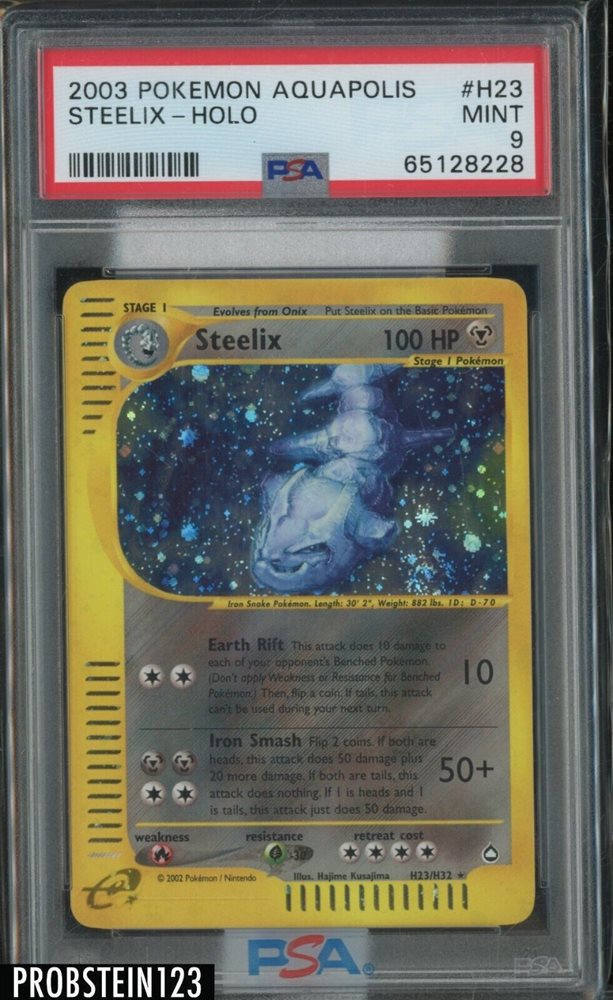 2003 POKEMON AQUAPOLIS #H23
STEELIX – HOLO MINT
9
PSA 65128228
STAGE 1 Evolves from Onix Put Steelix on the Basic Pokémon
Steelix 100 HP
Stage 1 Pokémon
Iron Snake Pokémon. Length: 30' 2", Weight: 882 lbs. ID: D-70
Earth Rift This attack does 10 damage to
each of your opponent's Benched Pokémon.
(Don't apply Weakness or Resistance for Benched
Pokémon.) Then, flip a coin. If tails, this attack
can't be used during your next turn.
10
Iron Smash Flip 2 coins. If both are
heads, this attack does 50 damage plus
20 more damage. If both are tails, this
attack does nothing. If 1 is heads and 1
is tails, this attack just does 50 damage.
50+
weakness resistance retreat cost
-30
© 2002 Pokémon / Nintendo Illus. Hajime Kusajima H23/H32 ★
e
PSA®
PSA
PROBSTEIN123